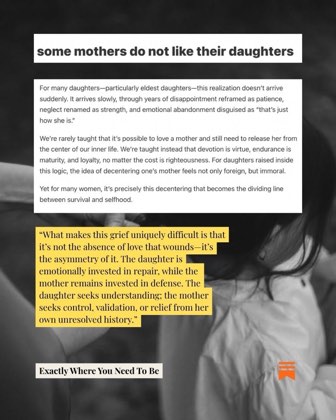 some mothers do not like their daughters
For many daughters—particularly eldest daughters—this realization doesn't arrive
suddenly. It arrives slowly, through years of disappointment reframed as patience,
neglect renamed as strength, and emotional abandonment disguised as "that's just
how she is."
We're rarely taught that it's possible to love a mother and still need to release her from
the center of our inner life. We're taught instead that devotion is virtue, endurance is
maturity, and loyalty, no matter the cost is righteousness. For daughters raised inside
this logic, the idea of decentering one's mother feels not only foreign, but immoral.
Yet for many women, it's precisely this decentering that becomes the dividing line
between survival and selfhood.
"What makes this grief uniquely difficult is that
it's not the absence of love that wounds—it's
the asymmetry of it. The daughter is
emotionally invested in repair, while the
mother remains invested in defense. The
daughter seeks understanding; the mother
seeks control, validation, or relief from her
own unresolved history."
Exactly Where You Need To Be